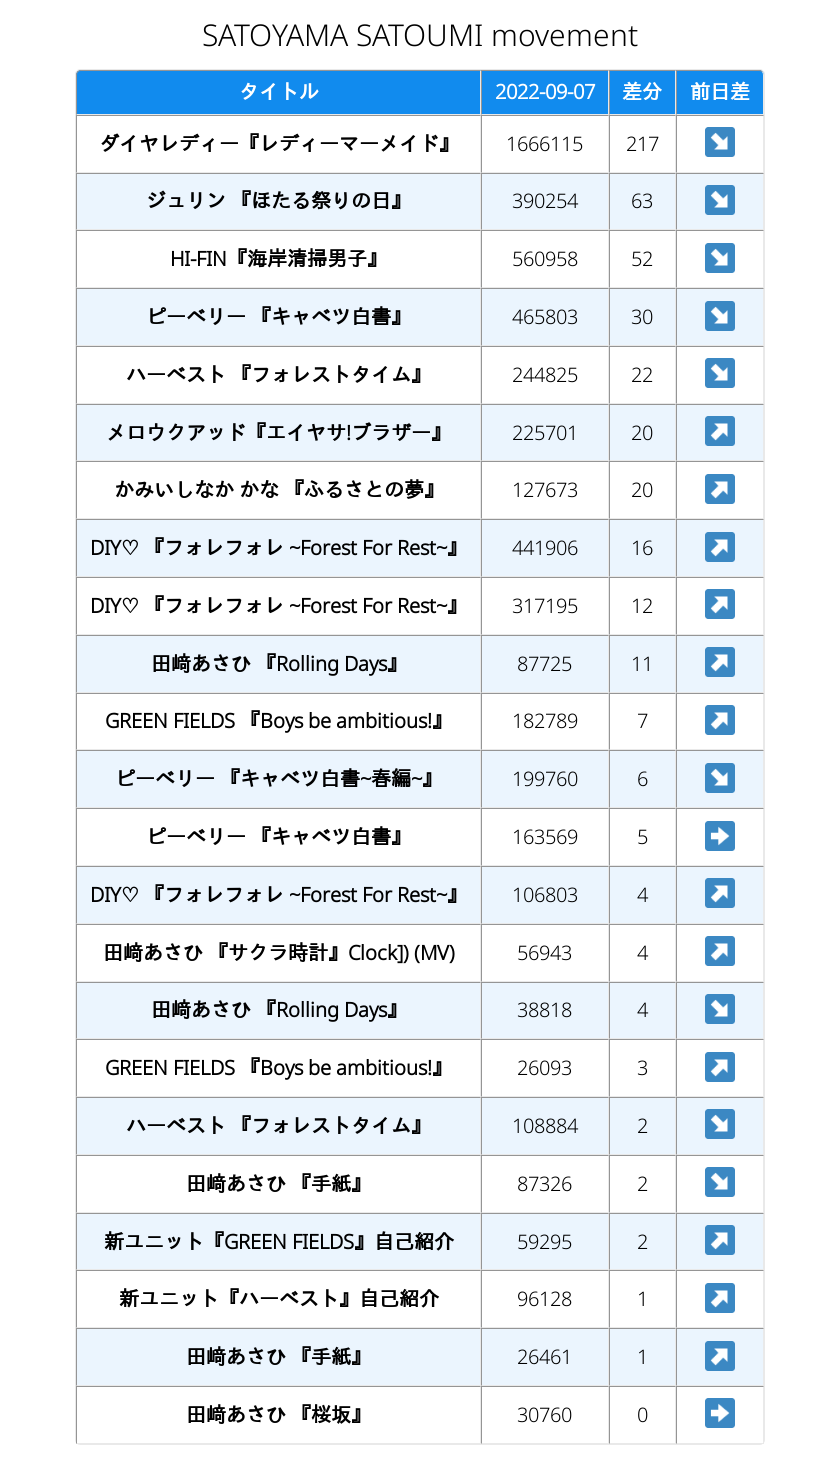 SATOYAMA SATOUMI movement
タイトル 2022-09-07 差分 前日差
ダイヤレディー『レディーマーメイド』 1666115 217
ジュリン 『ほたる祭りの日』 390254 63
HI-FIN『海岸清掃男子』 560958 52
ピーベリー 『キャベツ白書』 465803 30
ハーベスト 『フォレストタイム』 244825 22
メロウクアッド『エイヤサ!ブラザー』 225701 20
かみいしなか かな 『ふるさとの夢』 127673 20
DIY♡ 『フォレフォレ ~Forest For Rest~』 441906 16
DIY♡ 『フォレフォレ ~Forest For Rest~』 317195 12
田﨑あさひ 『Rolling Days』 87725 11
GREEN FIELDS 『Boys be ambitious!』 182789 7
ピーベリー 『キャベツ白書~春編~』 199760 6
ピーベリー 『キャベツ白書』 163569 5
DIY♡ 『フォレフォレ ~Forest For Rest~』 106803 4
田﨑あさひ 『サクラ時計』Clock]) (MV) 56943 4
田﨑あさひ 『Rolling Days』 38818 4
GREEN FIELDS 『Boys be ambitious!』 26093 3
ハーベスト 『フォレストタイム』 108884 2
田﨑あさひ 『手紙』 87326 2
新ユニット『GREEN FIELDS』自己紹介 59295 2
新ユニット『ハーベスト』自己紹介 96128 1
田﨑あさひ 『手紙』 26461 1
田﨑あさひ 『桜坂』 30760 0